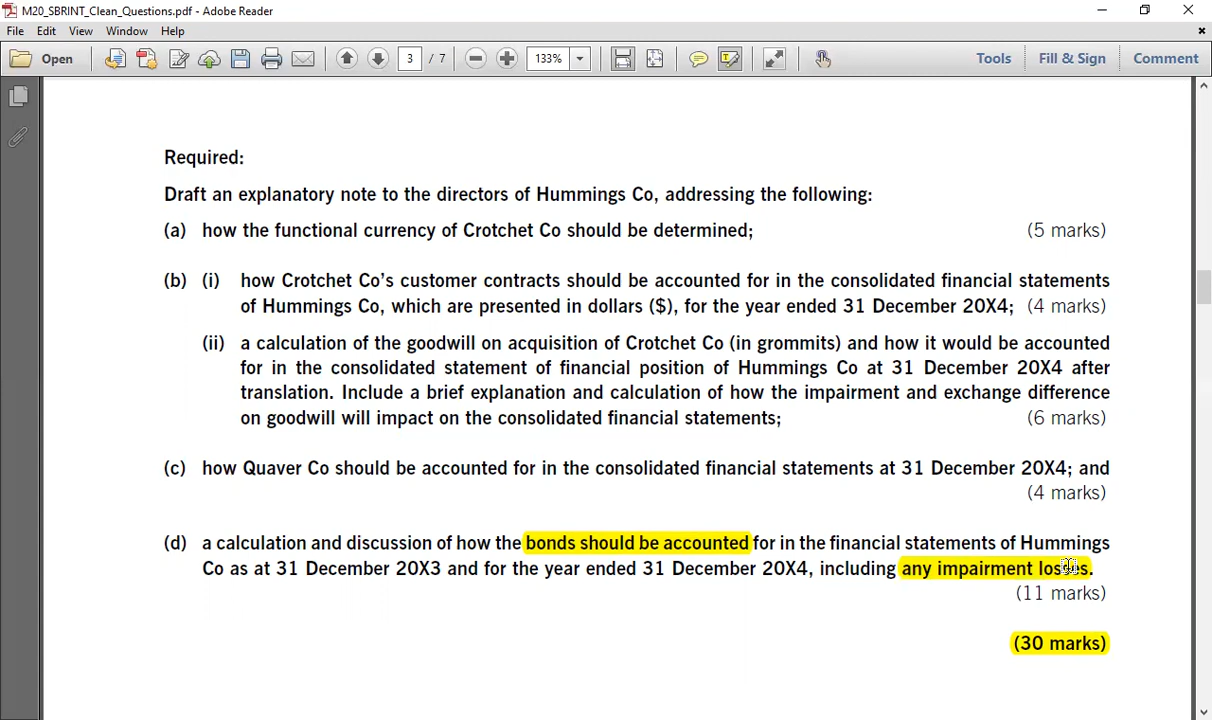 M20_SBRINT_Clean_Questions.pdf - Adobe Reader
File Edit View Window Help
Open 3 / 7 133% Tools Fill & Sign Comment
Required:
Draft an explanatory note to the directors of Hummings Co, addressing the following:
(a) how the functional currency of Crotchet Co should be determined; (5 marks)
(b) (i) how Crotchet Co’s customer contracts should be accounted for in the consolidated financial statements
of Hummings Co, which are presented in dollars ($), for the year ended 31 December 20X4; (4 marks)
(ii) a calculation of the goodwill on acquisition of Crotchet Co (in grommits) and how it would be accounted
for in the consolidated statement of financial position of Hummings Co at 31 December 20X4 after
translation. Include a brief explanation and calculation of how the impairment and exchange difference
on goodwill will impact on the consolidated financial statements; (6 marks)
(c) how Quaver Co should be accounted for in the consolidated financial statements at 31 December 20X4; and
(4 marks)
(d) a calculation and discussion of how the bonds should be accounted for in the financial statements of Hummings
Co as at 31 December 20X3 and for the year ended 31 December 20X4, including any impairment losses.
(11 marks)
(30 marks)